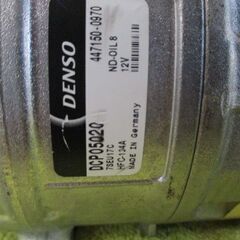 DENSO
447150-0970
ND-OIL 8
12V
DCP05020
7SEU17C
HFC-134A
MADE IN Germany